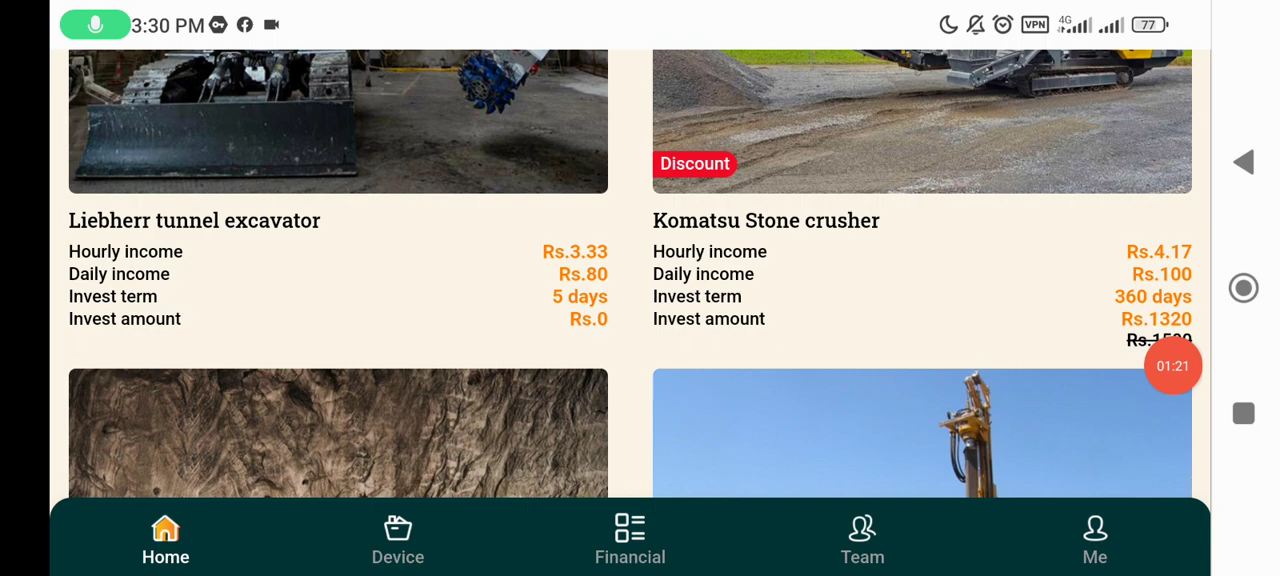 3:30 PM
4G
VPN
77
Discount
Liebherr tunnel excavator
Hourly income Rs.3.33
Daily income Rs.80
Invest term 5 days
Invest amount Rs.0
Komatsu Stone crusher
Hourly income Rs.4.17
Daily income Rs.100
Invest term 360 days
Invest amount Rs.1320
01:21
Home
Device
Financial
Team
Me